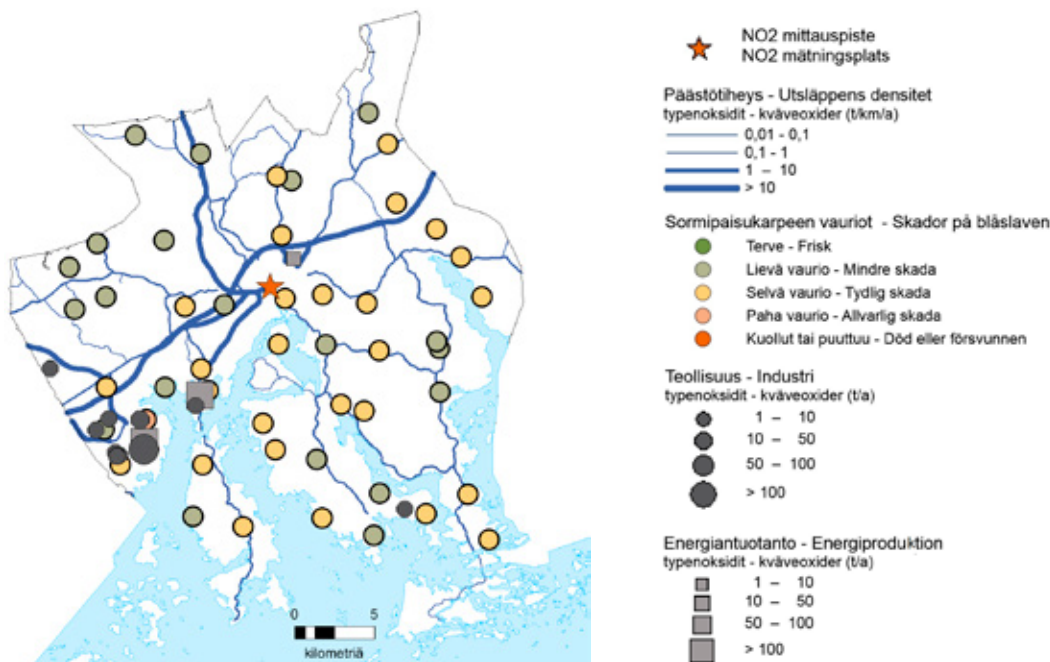 NO2 mittauspiste
NO2 mätningsplats
Päästötiheys - Utsläppens densitet
typenoksidit - kväveoxider (t/km/a)
0,01 - 0,1
0,1 - 1
1 – 10
> 10
Sormipaisukarpeen vauriot - Skador på blåslaven
Terve - Frisk
Lievä vaurio - Mindre skada
Selvä vaurio - Tydlig skada
Paha vaurio - Allvarlig skada
Kuollut tai puuttuu - Död eller försvunnen
Teollisuus - Industri
typenoksidit - kväveoxider (t/a)
1 – 10
10 – 50
50 – 100
> 100
Energiantuotanto - Energiproduktion
typenoksidit - kväveoxider (t/a)
1 – 10
10 – 50
50 – 100
> 100
0 5
kilometriä